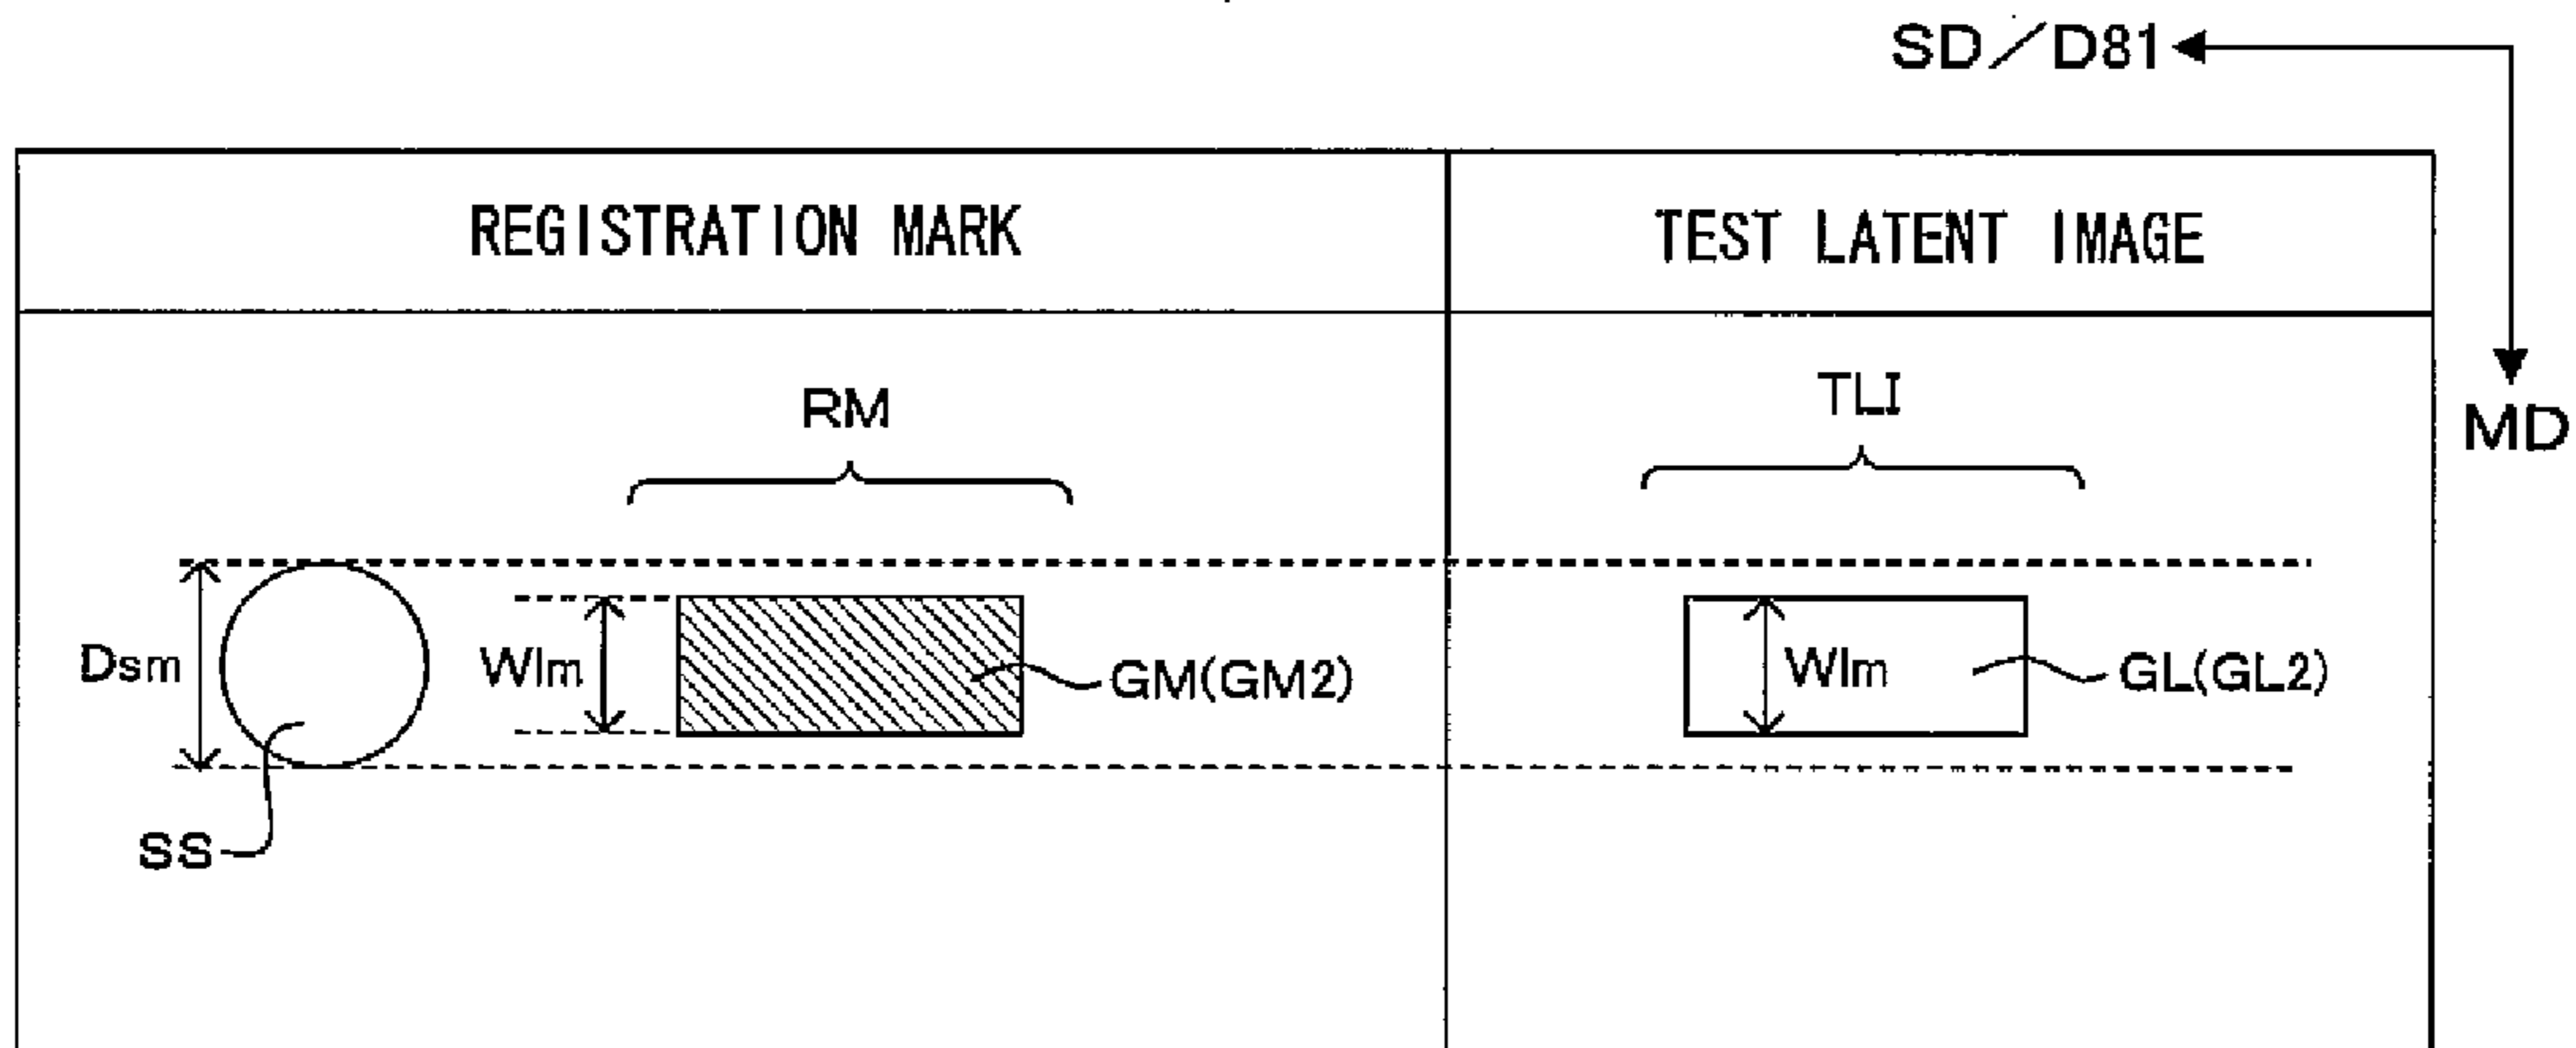 SD/D81
MD
REGISTRATION MARK
TEST LATENT IMAGE
RM
TLI
Dsm
Wlm
GM(GM2)
Wlm
GL(GL2)
SS